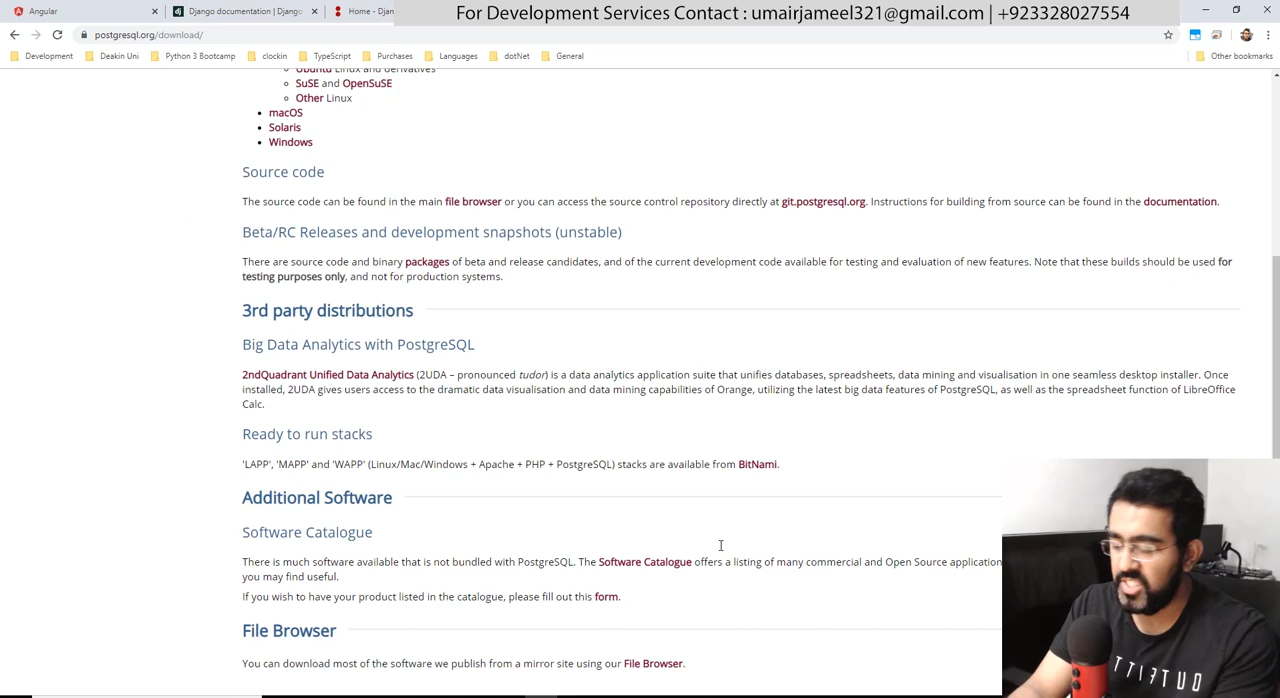 Angular
Django documentation | Django
Home - Djan
For Development Services Contact : umairjameel321@gmail.com | +923328027554
postgresql.org/download/
Development Deakin Uni Python 3 Bootcamp clockin TypeScript Purchases Languages dotNet General Other bookmarks
Ubuntu Linux and derivatives
SuSE and OpenSuSE
Other Linux
macOS
Solaris
Windows
Source code
The source code can be found in the main file browser or you can access the source control repository directly at git.postgresql.org. Instructions for building from source can be found in the documentation.
Beta/RC Releases and development snapshots (unstable)
There are source code and binary packages of beta and release candidates, and of the current development code available for testing and evaluation of new features. Note that these builds should be used for
testing purposes only, and not for production systems.
3rd party distributions
Big Data Analytics with PostgreSQL
2ndQuadrant Unified Data Analytics (2UDA – pronounced tudor) is a data analytics application suite that unifies databases, spreadsheets, data mining and visualisation in one seamless desktop installer. Once
installed, 2UDA gives users access to the dramatic data visualisation and data mining capabilities of Orange, utilizing the latest big data features of PostgreSQL, as well as the spreadsheet function of LibreOffice
Calc.
Ready to run stacks
'LAPP', 'MAPP' and 'WAPP' (Linux/Mac/Windows + Apache + PHP + PostgreSQL) stacks are available from BitNami.
Additional Software
Software Catalogue
There is much software available that is not bundled with PostgreSQL. The Software Catalogue offers a listing of many commercial and Open Source application
you may find useful.
If you wish to have your product listed in the catalogue, please fill out this form.
File Browser
You can download most of the software we publish from a mirror site using our File Browser.
OUTFITT